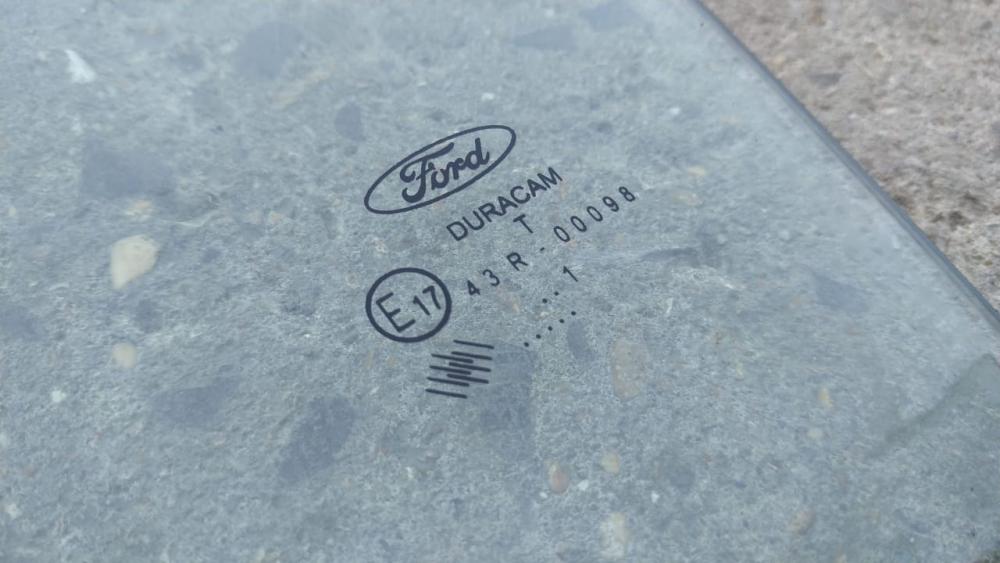 Ford
DURACAM
T
E17 43R-00098
.......1